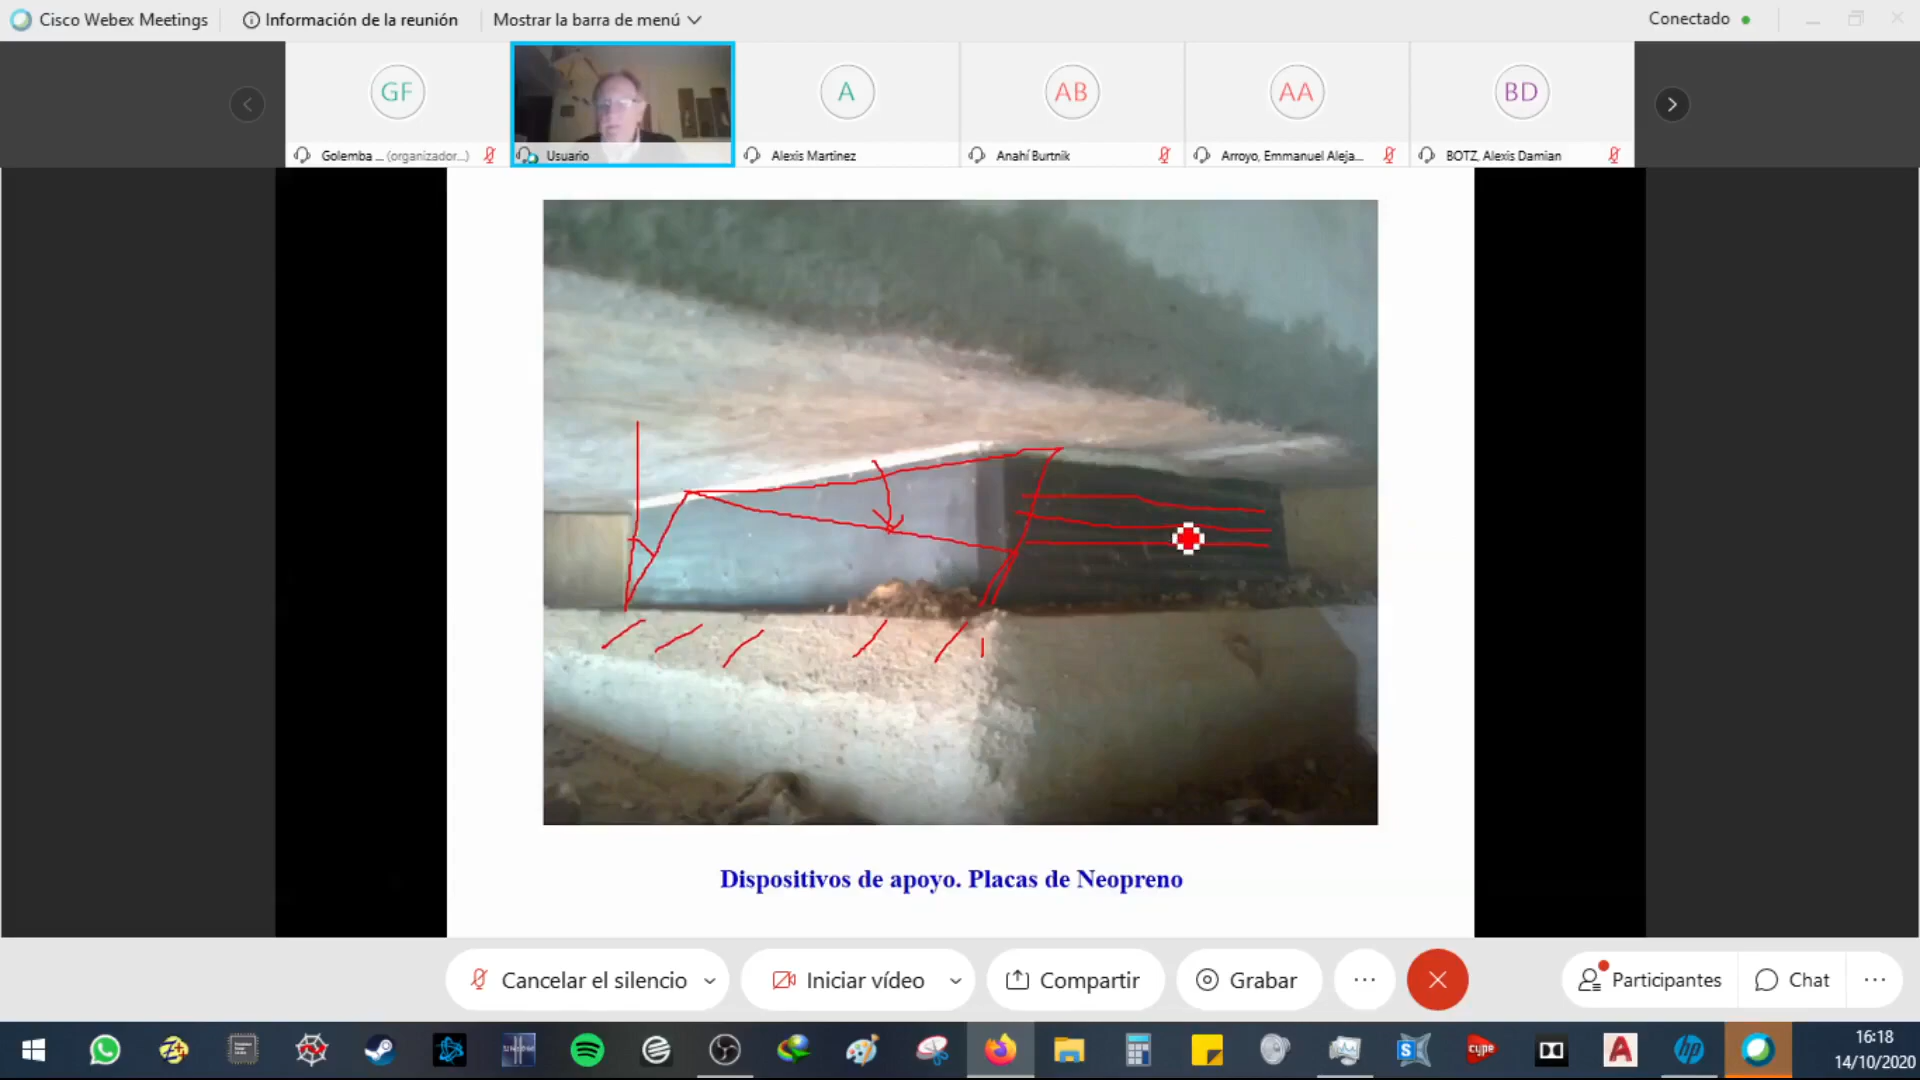 Cisco Webex Meetings
Información de la reunión
Mostrar la barra de menú
Conectado
GF
A
AB
AA
BD
Golemba ... (organizador...)
Usuario
Alexis Martinez
Anahí Burtnik
Arroyo, Emmanuel Aleja...
BOTZ, Alexis Damian
Dispositivos de apoyo. Placas de Neopreno
Cancelar el silencio
Iniciar vídeo
Compartir
Grabar
Participantes
Chat
cype
hp
16:18
14/10/2020